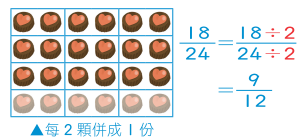 18/24 = 18÷2/24÷2
= 9/12
▲每 2 顆併成 1 份